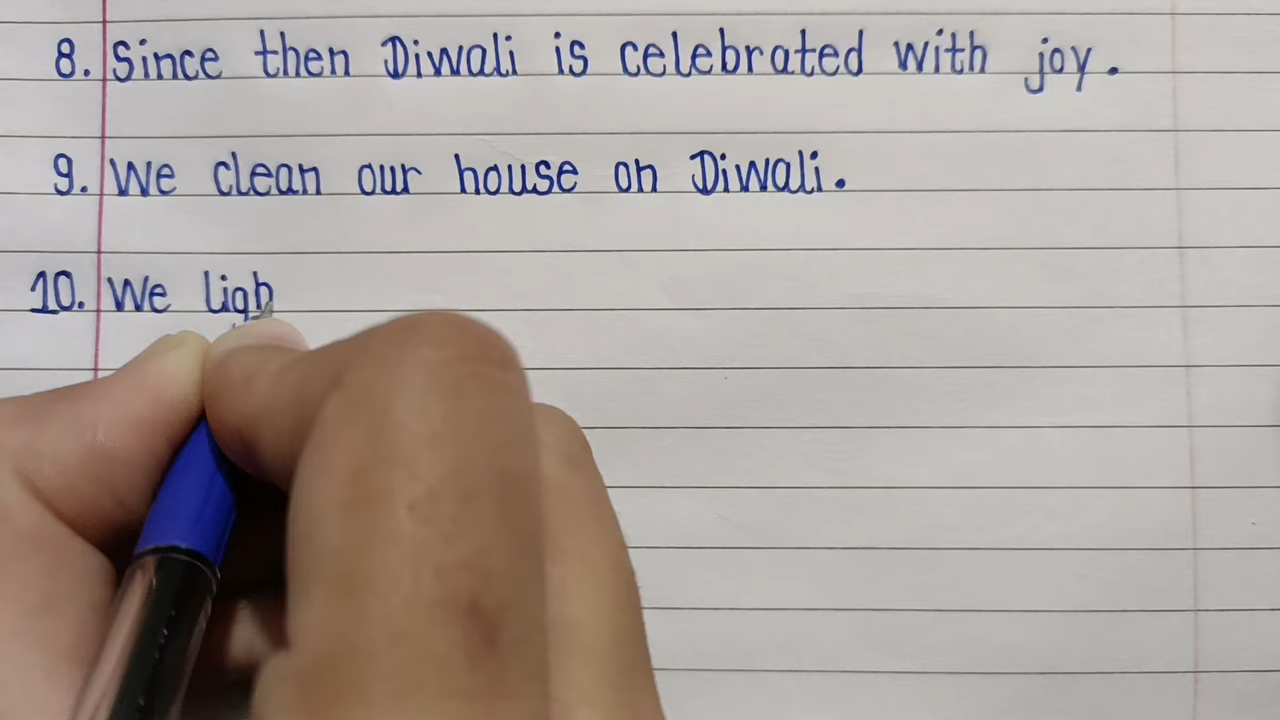 8. Since then Diwali is celebrated with joy.
9. We clean our house on Diwali.
10. We ligh